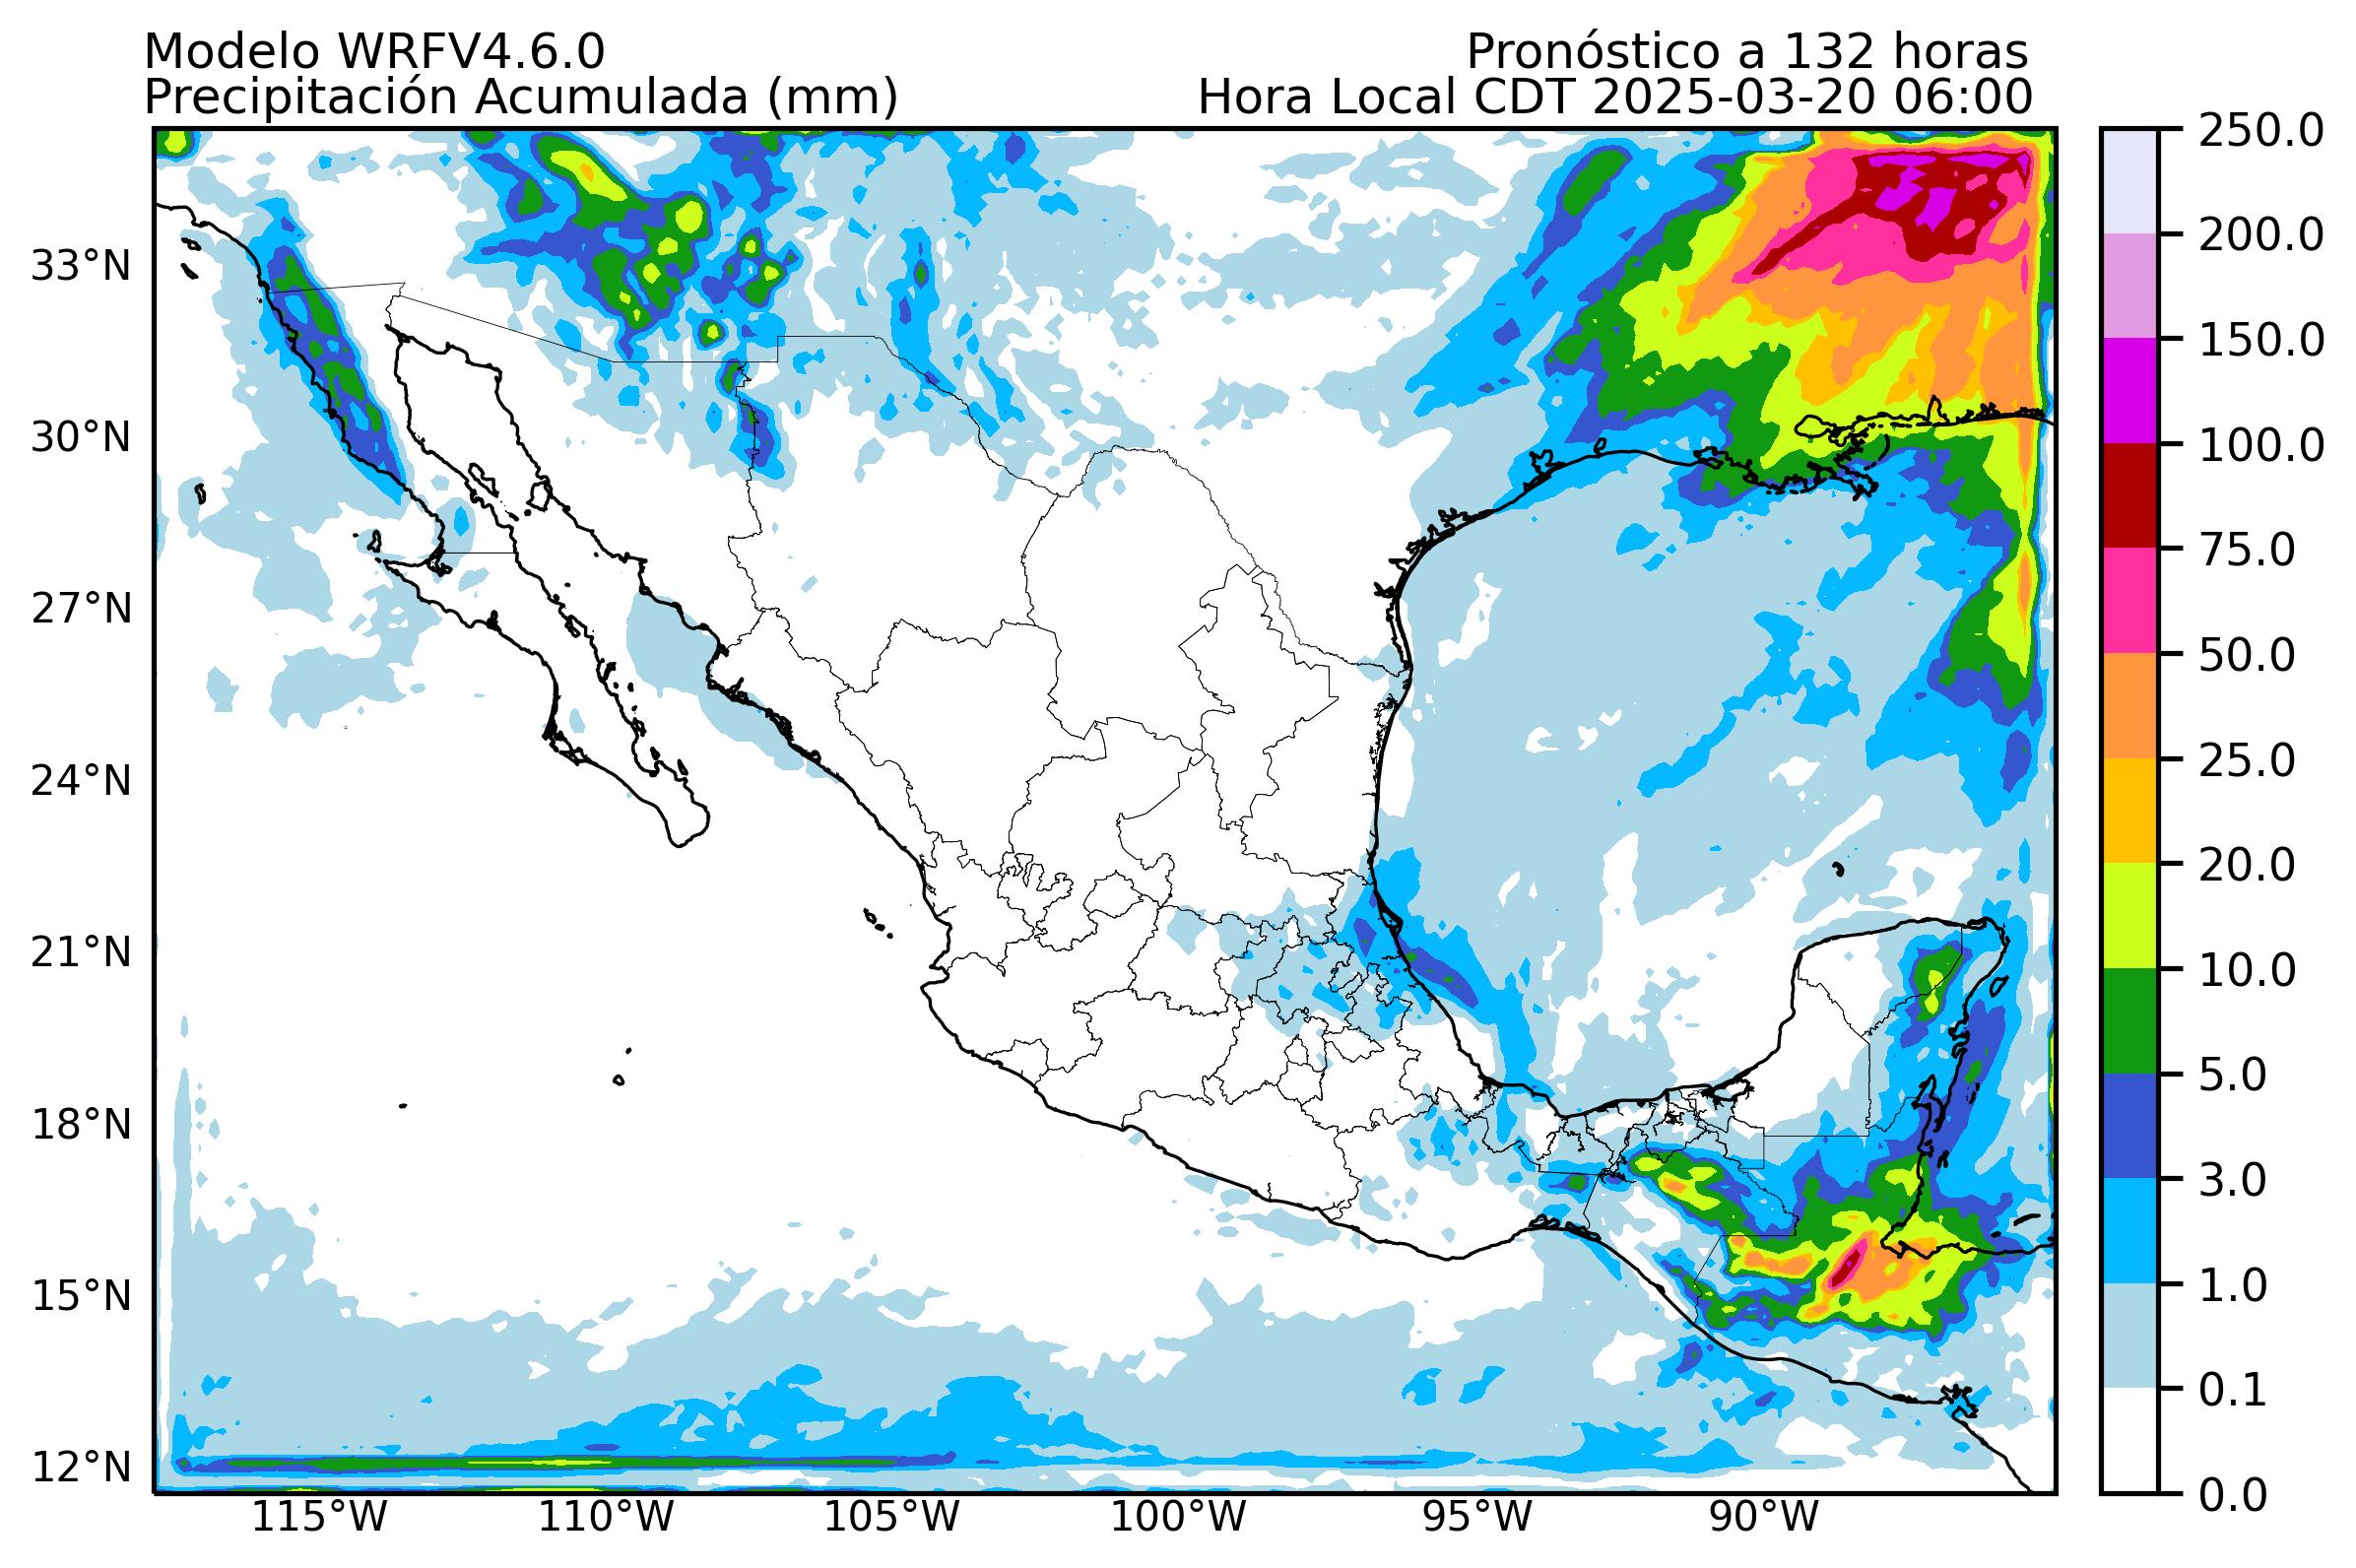 Modelo WRFV4.6.0
Pronóstico a 132 horas
Precipitación Acumulada (mm)
Hora Local CDT 2025-03-20 06:00
33°N
30°N
27°N
24°N
21°N
18°N
15°N
12°N
115°W
110°W
105°W
100°W
95°W
90°W
250.0
200.0
150.0
100.0
75.0
50.0
25.0
20.0
10.0
5.0
3.0
1.0
0.1
0.0